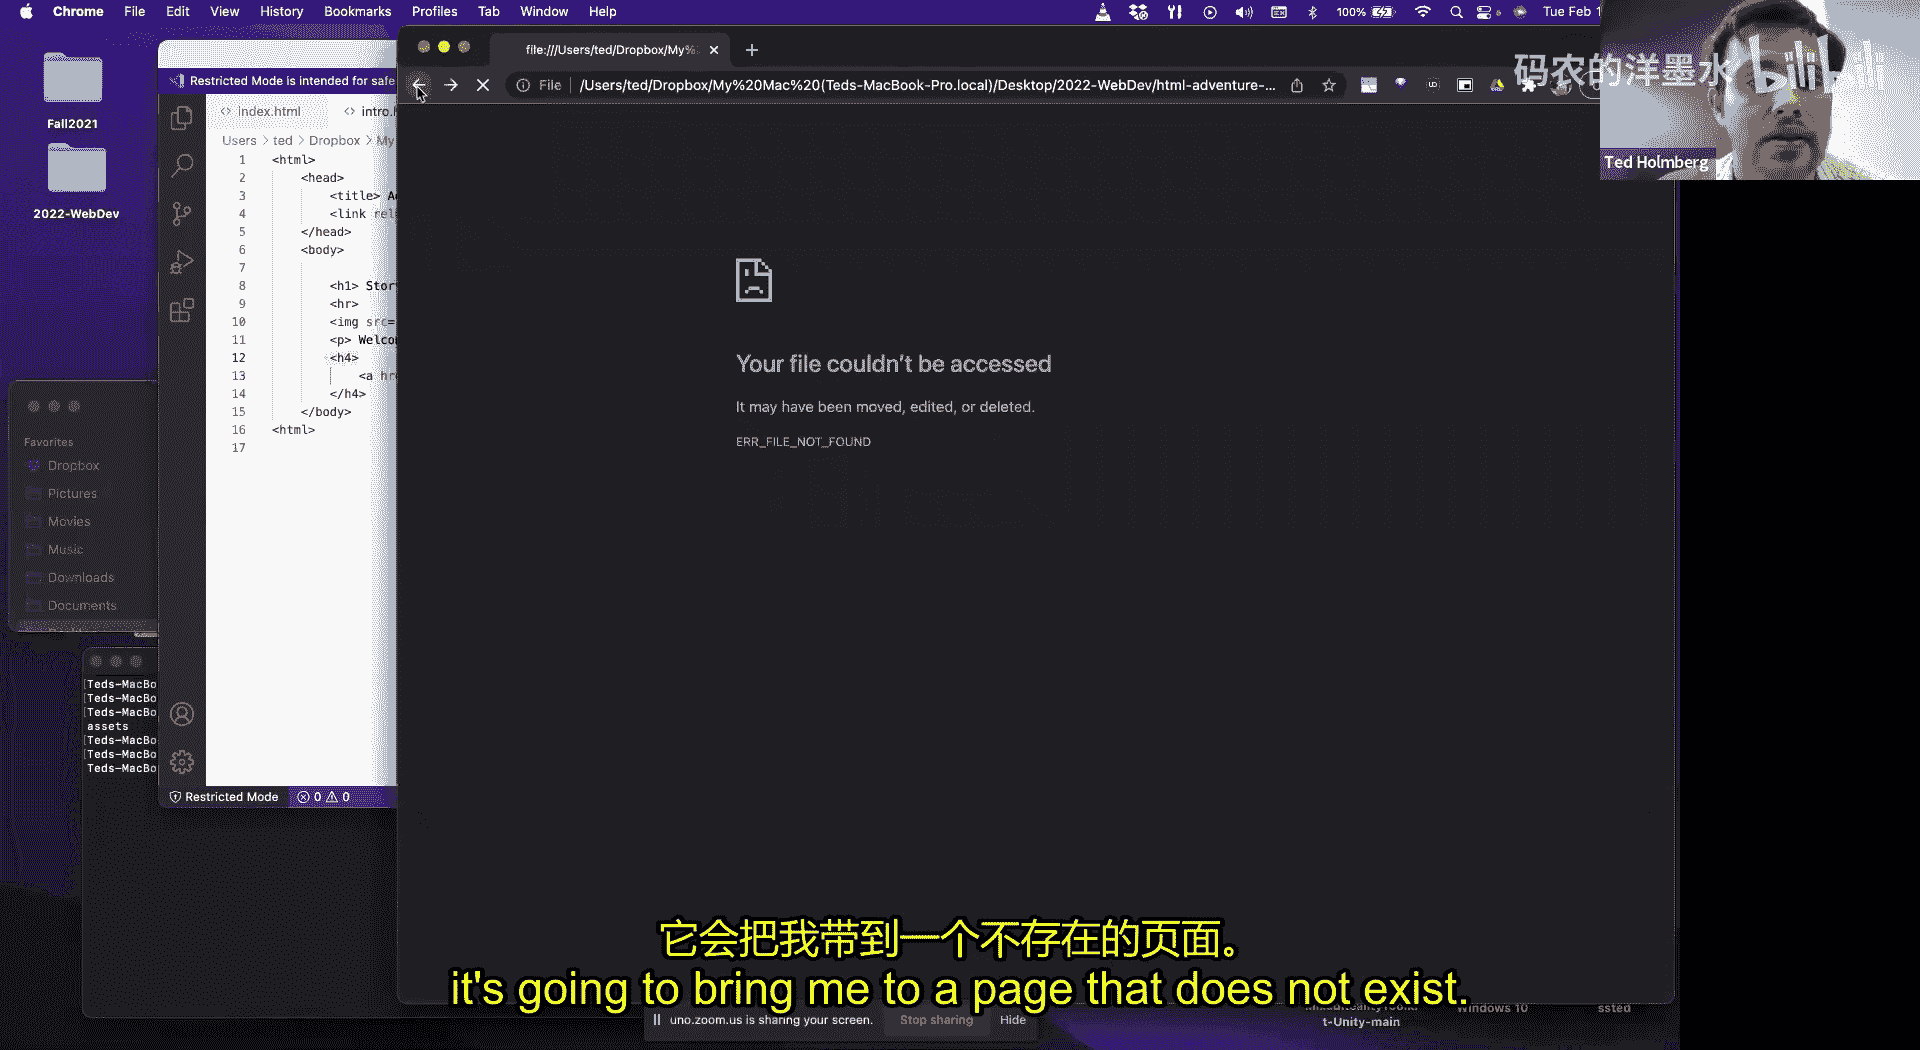 Chrome File Edit View History Bookmarks Profiles Tab Window Help
100%
Tue Feb 1
码农的洋墨水 bilibili
Ted Holmberg
Fall2021
2022-WebDev
file:///Users/ted/Dropbox/My%
File /Users/ted/Dropbox/My%20Mac%20(Teds-MacBook-Pro.local)/Desktop/2022-WebDev/html-adventure-...
Restricted Mode is intended for safe
index.html
intro.
Users > ted > Dropbox > My
1 <html>
2 <head>
3 <title>
4 <link rel
5 </head>
6 <body>
7
8 <h1> Story
9 <hr>
10 <img src=
11 <p> Welcom
12 <h4>
13 <a hr
14 </h4>
15 </body>
16 <html>
17
Restricted Mode
0 0
Favorites
Dropbox
Pictures
Movies
Music
Downloads
Documents
[Teds-MacBo
[Teds-MacBo
[Teds-MacBo
assets
[Teds-MacBo
[Teds-MacBo
Teds-MacBo
Your file couldn't be accessed
It may have been moved, edited, or deleted.
ERR_FILE_NOT_FOUND
它会把我带到一个不存在的页面。
it's going to bring me to a page that does not exist.
uno.zoom.us is sharing your screen.
Stop sharing
Hide
t-Unity-main
Windows 10
ssted